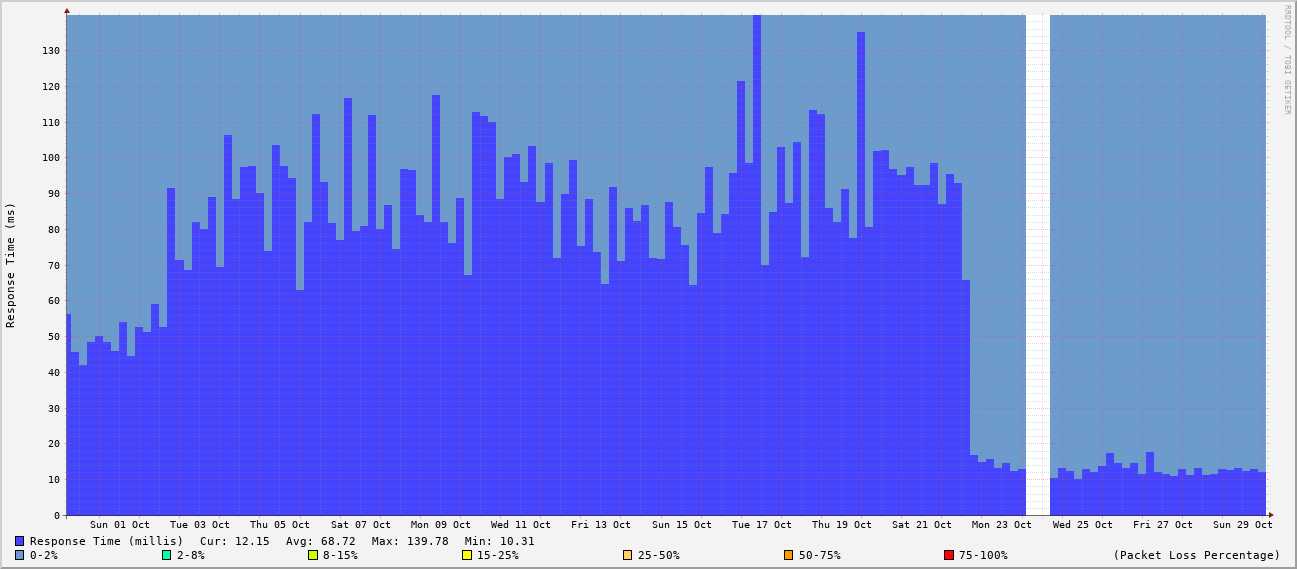 RRDTOOL / TOBI OETIKER
Response Time (ms)
130
120
110
100
90
80
70
60
50
40
30
20
10
0
Sun 01 Oct Tue 03 Oct Thu 05 Oct Sat 07 Oct Mon 09 Oct Wed 11 Oct Fri 13 Oct Sun 15 Oct Tue 17 Oct Thu 19 Oct Sat 21 Oct Mon 23 Oct Wed 25 Oct Fri 27 Oct Sun 29 Oct
Response Time (millis) Cur: 12.15 Avg: 68.72 Max: 139.78 Min: 10.31
0-2% 2-8% 8-15% 15-25% 25-50% 50-75% 75-100% (Packet Loss Percentage)